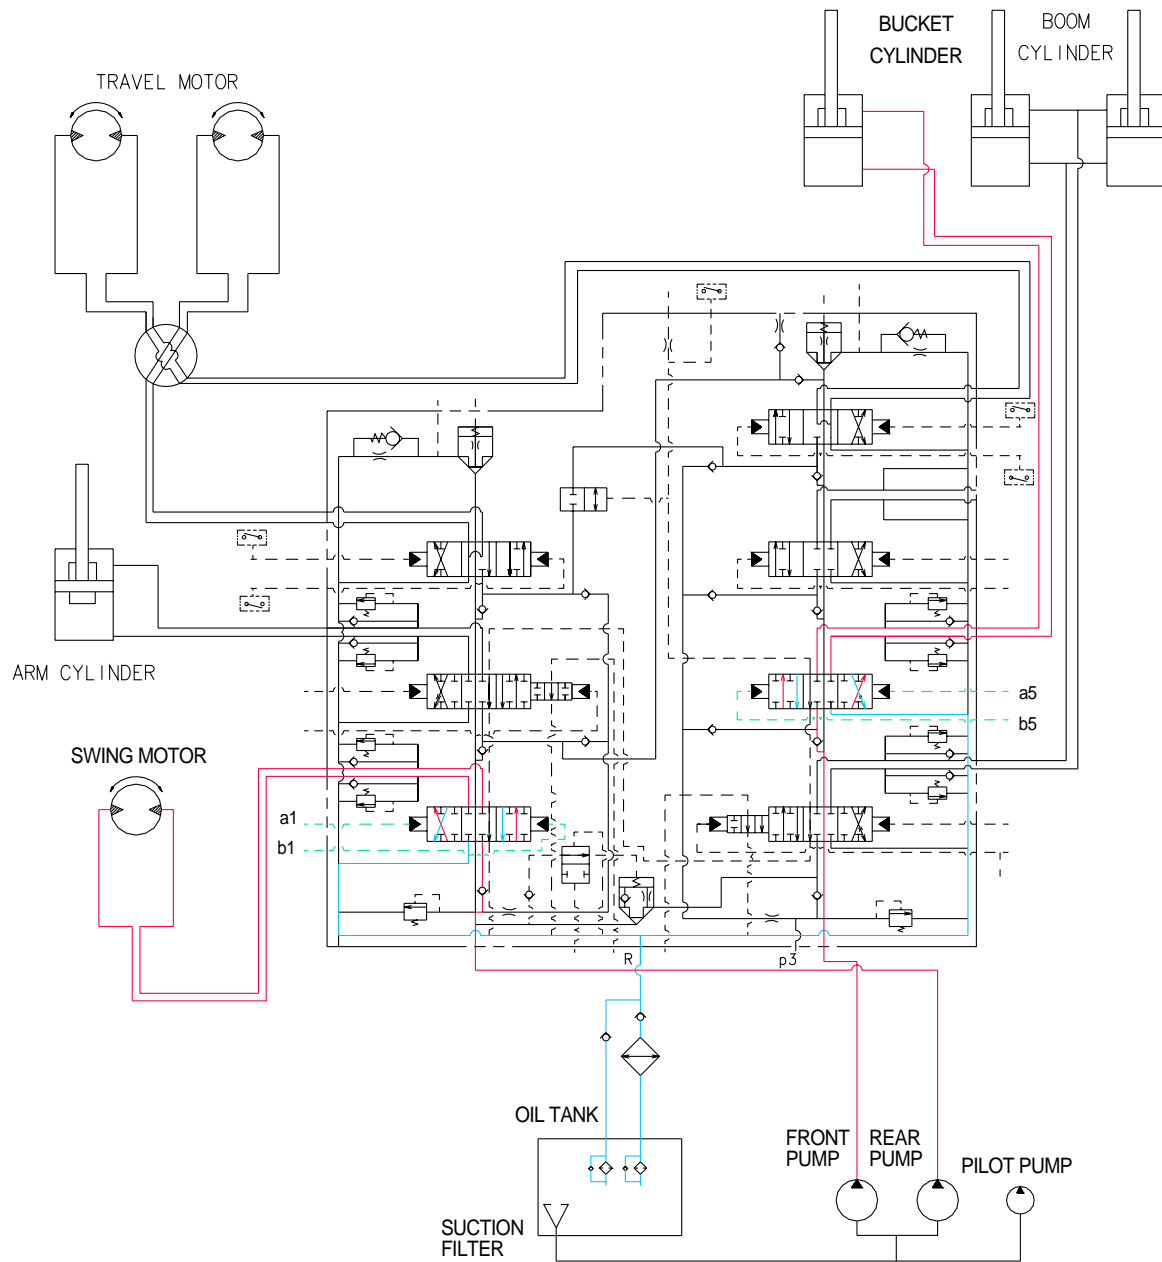 BUCKET
CYLINDER
BOOM
CYLINDER
TRAVEL MOTOR
ARM CYLINDER
SWING MOTOR
a1
b1
a5
b5
R
p3
OIL TANK
FRONT
PUMP
REAR
PUMP
PILOT PUMP
SUCTION
FILTER